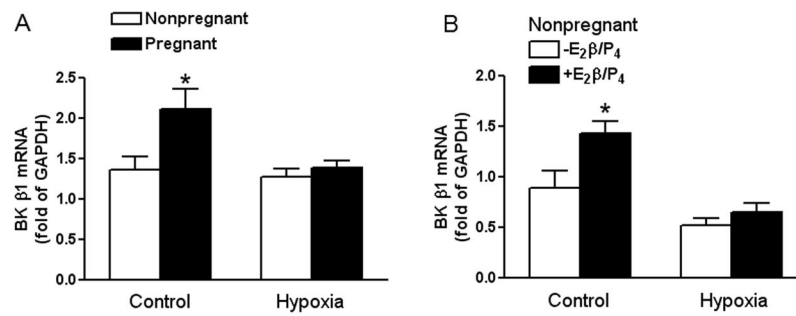 A
Nonpregnant
Pregnant
BK β1 mRNA
(fold of GAPDH)
2.5
2.0
1.5
1.0
0.5
0.0
*
Control
Hypoxia
B
Nonpregnant
-E₂β/P₄
+E₂β/P₄
BK β1 mRNA
(fold of GAPDH)
2.0
1.5
1.0
0.5
0.0
*
Control
Hypoxia